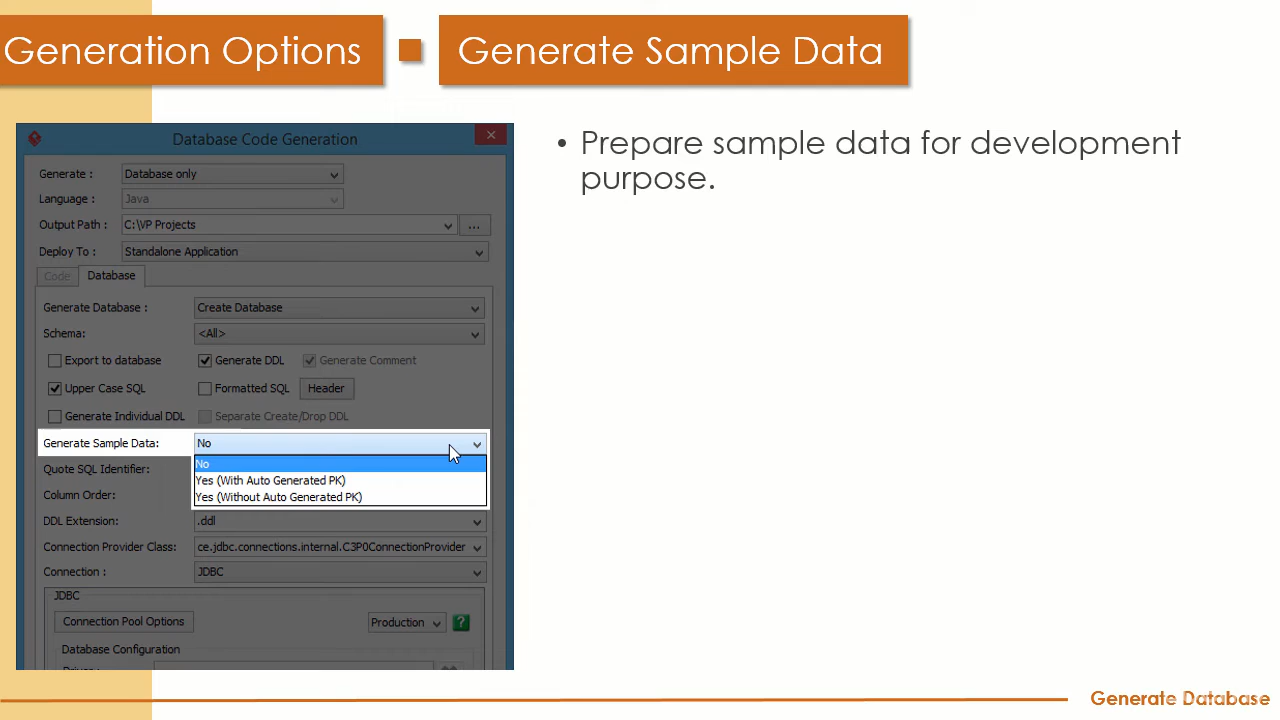 Generation Options
Generate Sample Data
• Prepare sample data for development
purpose.
Database Code Generation
Generate : Database only
Language : Java
Output Path : C:\VP Projects ...
Deploy To : Standalone Application
Code Database
Generate Database : Create Database
Schema: <All>
Export to database Generate DDL Generate Comment
Upper Case SQL Formatted SQL Header
Generate Individual DDL Separate Create/Drop DDL
Generate Sample Data: No
No
Quote SQL Identifier:
Yes (With Auto Generated PK)
Column Order: Yes (Without Auto Generated PK)
DDL Extension: .ddl
Connection Provider Class: ce.jdbc.connections.internal.C3P0ConnectionProvider
Connection : JDBC
JDBC
Connection Pool Options Production ?
Database Configuration
Generate Database